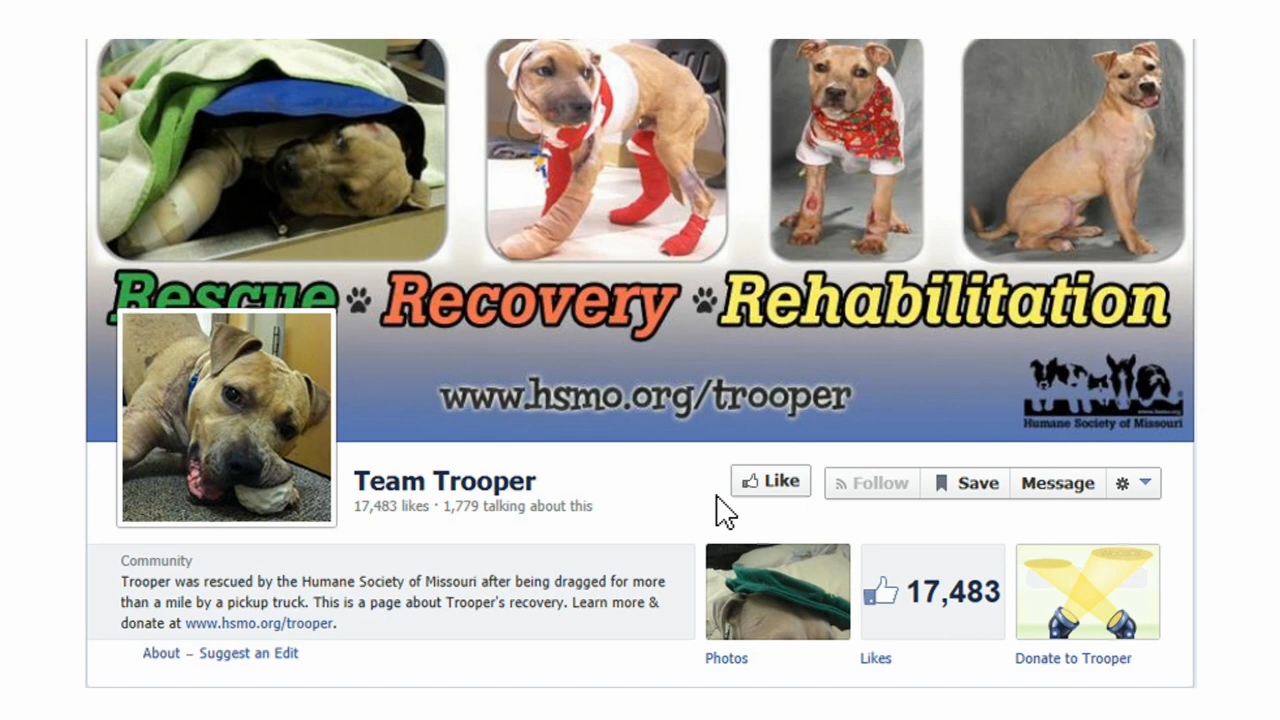 Rescue Recovery Rehabilitation
www.hsmo.org/trooper
www.hsmo.org
Humane Society of Missouri
Team Trooper
17,483 likes · 1,779 talking about this
Like
Follow
Save
Message
Community
Trooper was rescued by the Humane Society of Missouri after being dragged for more
than a mile by a pickup truck. This is a page about Trooper's recovery. Learn more &
donate at www.hsmo.org/trooper.
17,483
About – Suggest an Edit
Photos
Likes
Donate to Trooper